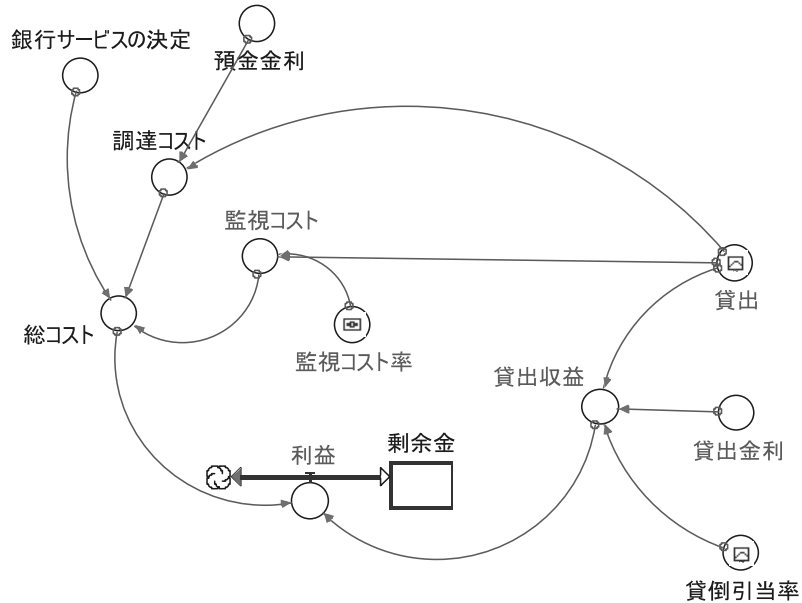 銀行サービスの決定
預金金利
調達コスト
監視コスト
貸出
総コスト
監視コスト率
貸出収益
利益
剰余金
貸出金利
貸倒引当率